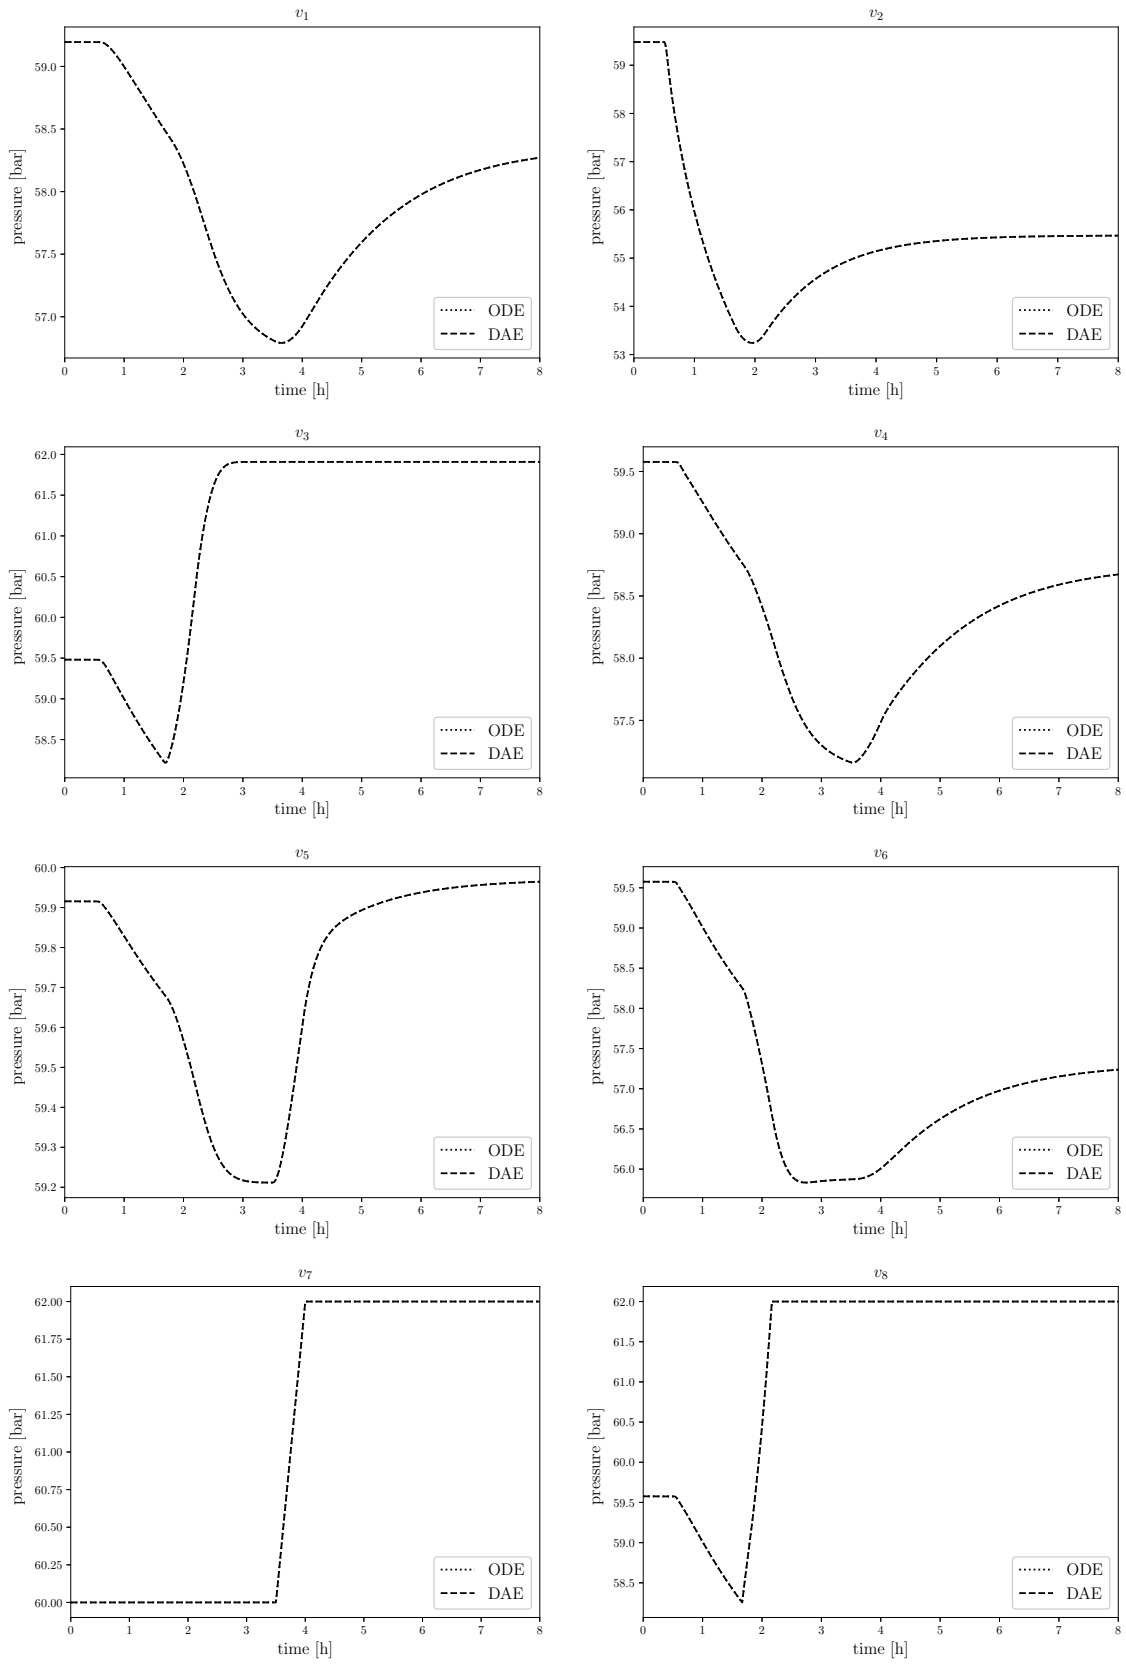 v1
pressure [bar]
59.0
58.5
58.0
57.5
57.0
0 1 2 3 4 5 6 7 8
time [h]
ODE
DAE
v2
pressure [bar]
59
58
57
56
55
54
53
0 1 2 3 4 5 6 7 8
time [h]
ODE
DAE
v3
pressure [bar]
62.0
61.5
61.0
60.5
60.0
59.5
59.0
58.5
0 1 2 3 4 5 6 7 8
time [h]
ODE
DAE
v4
pressure [bar]
59.5
59.0
58.5
58.0
57.5
0 1 2 3 4 5 6 7 8
time [h]
ODE
DAE
v5
pressure [bar]
60.0
59.9
59.8
59.7
59.6
59.5
59.4
59.3
59.2
0 1 2 3 4 5 6 7 8
time [h]
ODE
DAE
v6
pressure [bar]
59.5
59.0
58.5
58.0
57.5
57.0
56.5
56.0
0 1 2 3 4 5 6 7 8
time [h]
ODE
DAE
v7
pressure [bar]
62.00
61.75
61.50
61.25
61.00
60.75
60.50
60.25
60.00
0 1 2 3 4 5 6 7 8
time [h]
ODE
DAE
v8
pressure [bar]
62.0
61.5
61.0
60.5
60.0
59.5
59.0
58.5
0 1 2 3 4 5 6 7 8
time [h]
ODE
DAE